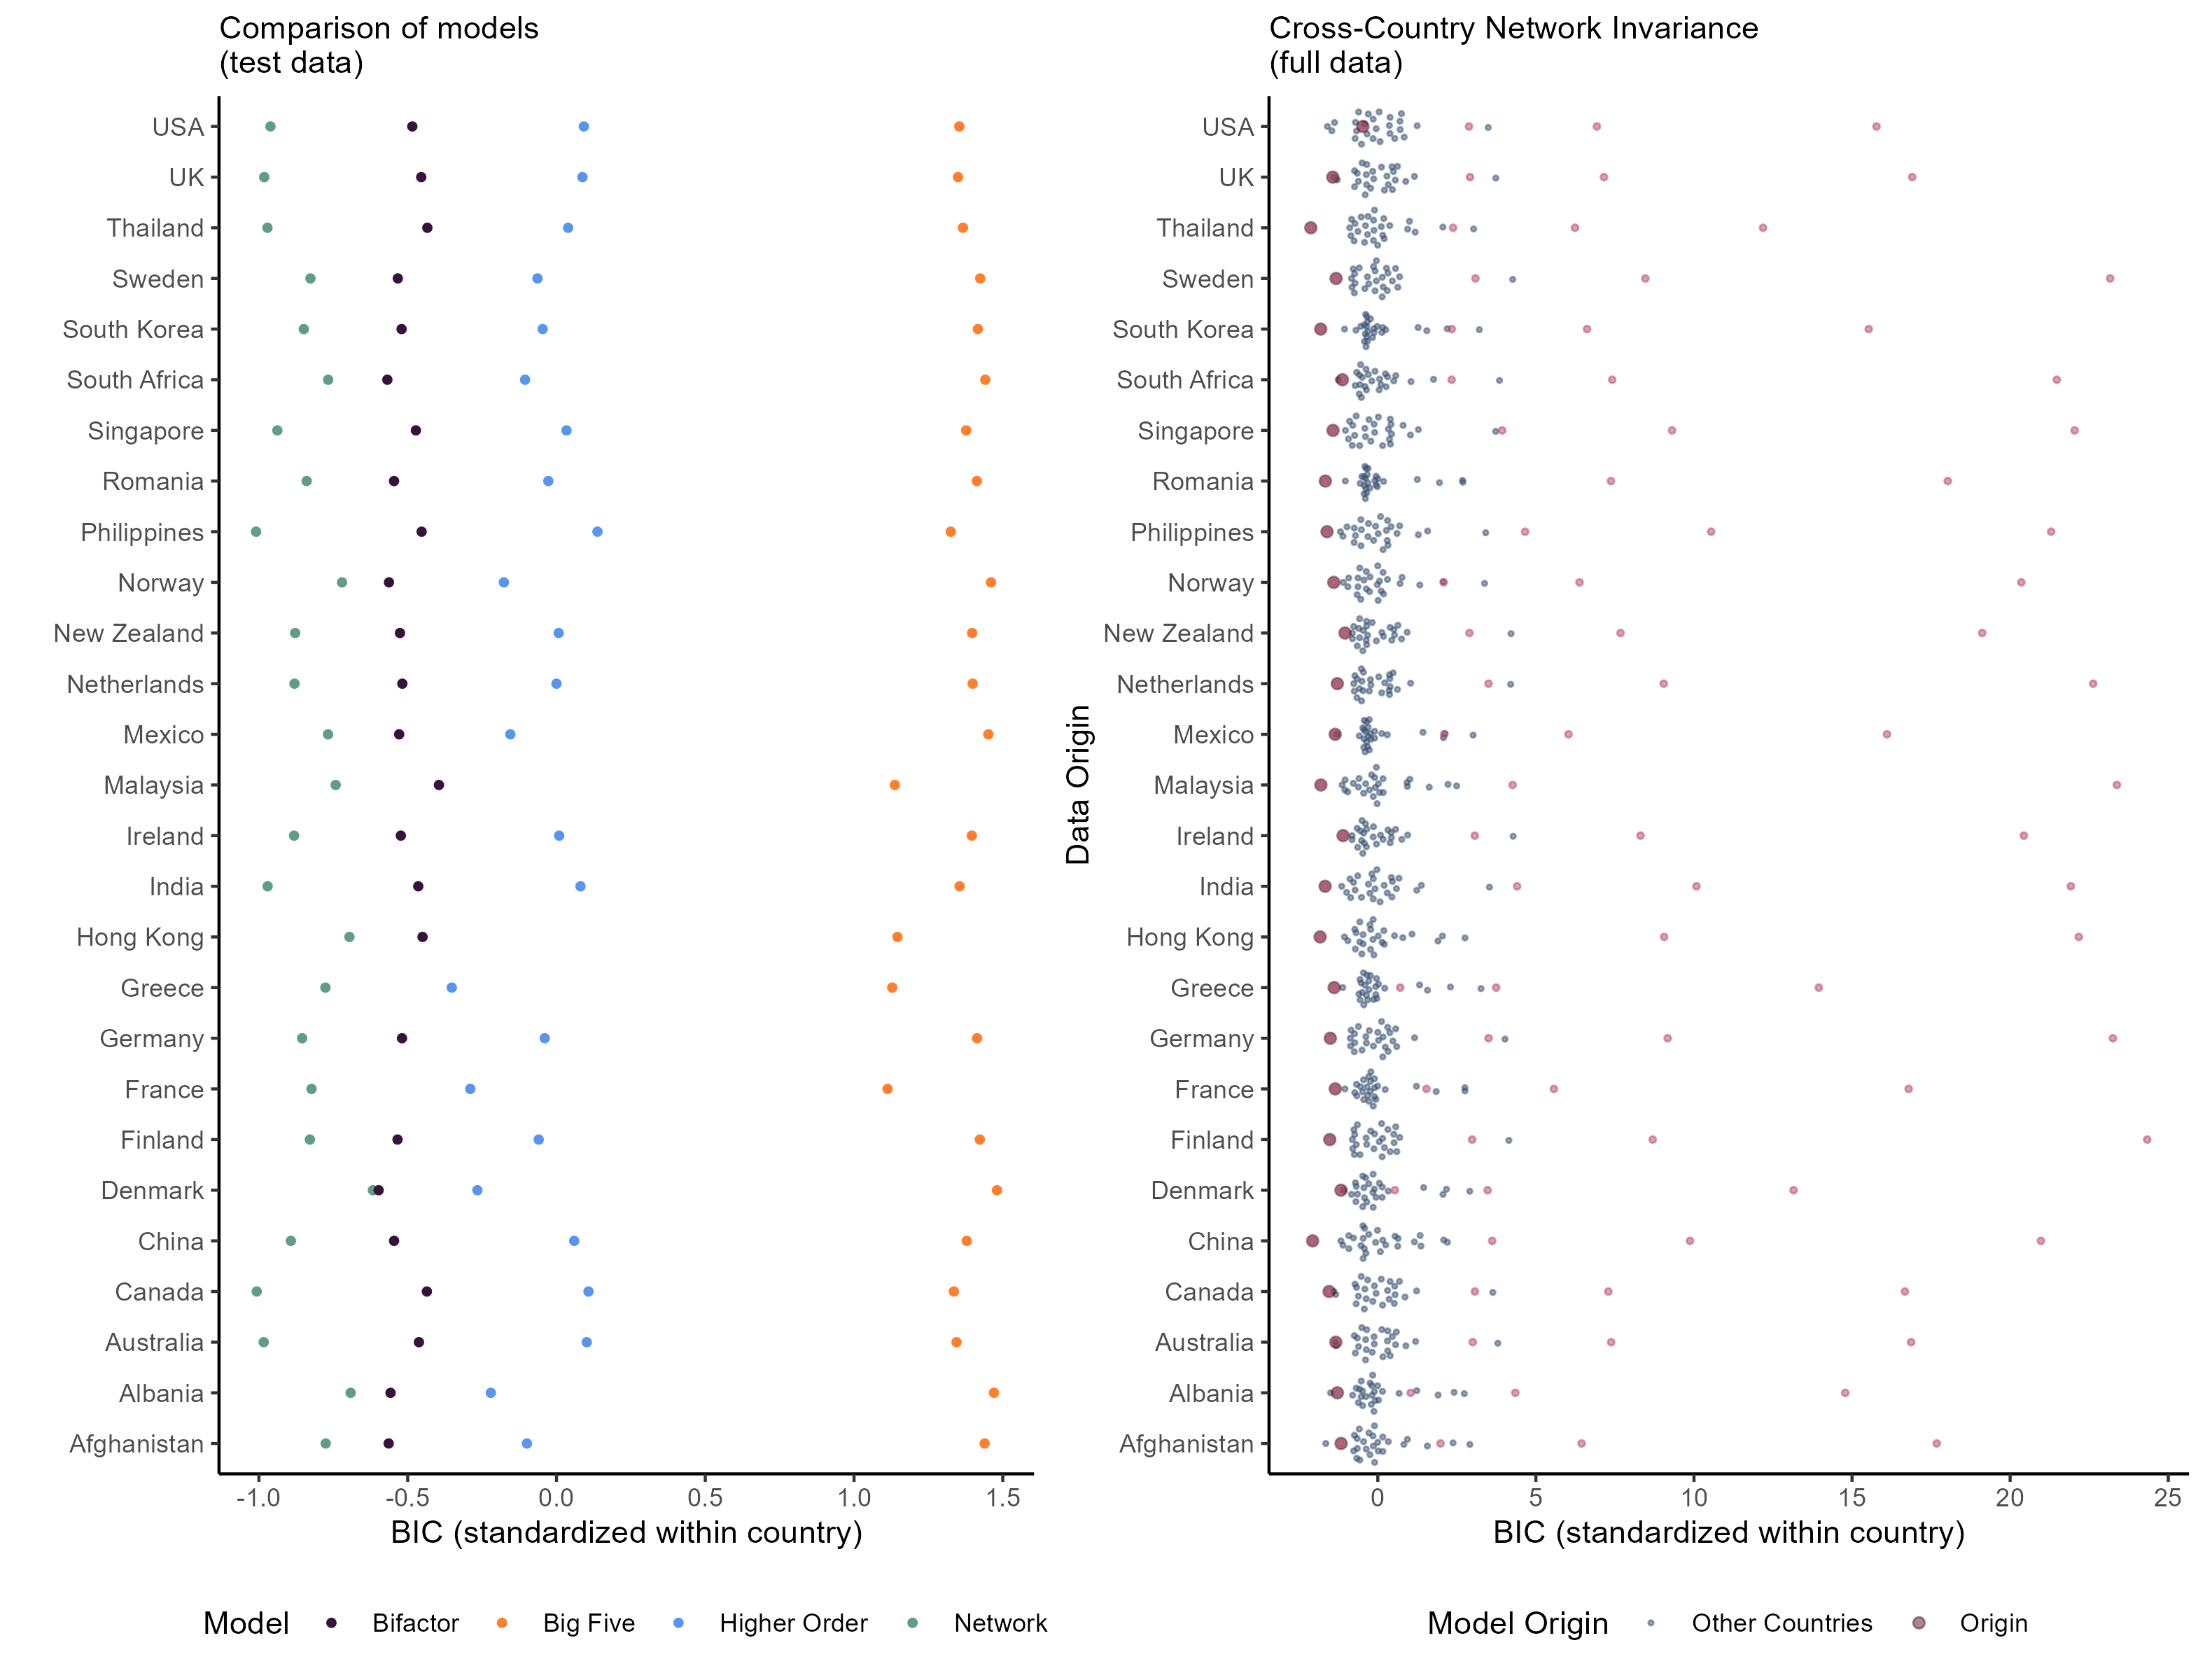 Comparison of models
(test data)
USA
UK
Thailand
Sweden
South Korea
South Africa
Singapore
Romania
Philippines
Norway
New Zealand
Netherlands
Mexico
Malaysia
Ireland
India
Hong Kong
Greece
Germany
France
Finland
Denmark
China
Canada
Australia
Albania
Afghanistan
-1.0 -0.5 0.0 0.5 1.0 1.5
BIC (standardized within country)
Model Bifactor Big Five Higher Order Network
Cross-Country Network Invariance
(full data)
Data Origin
USA
UK
Thailand
Sweden
South Korea
South Africa
Singapore
Romania
Philippines
Norway
New Zealand
Netherlands
Mexico
Malaysia
Ireland
India
Hong Kong
Greece
Germany
France
Finland
Denmark
China
Canada
Australia
Albania
Afghanistan
0 5 10 15 20 25
BIC (standardized within country)
Model Origin Other Countries Origin